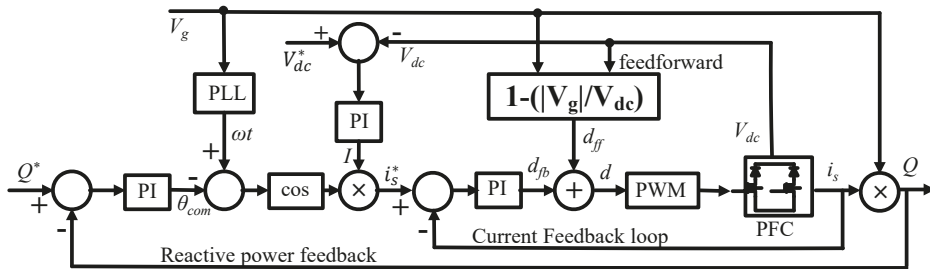 V_g
+
V_dc^*
-
V_dc
feedforward
PLL
1-(|V_g|/V_dc)
PI
V_dc
ωt
d_ff
+
I
Q^*
i_s^*
d_fb
d
i_s
Q
+
PI
-
θ_com
cos
×
+
PI
+
PWM
PFC
×
-
-
Current Feedback loop
Reactive power feedback